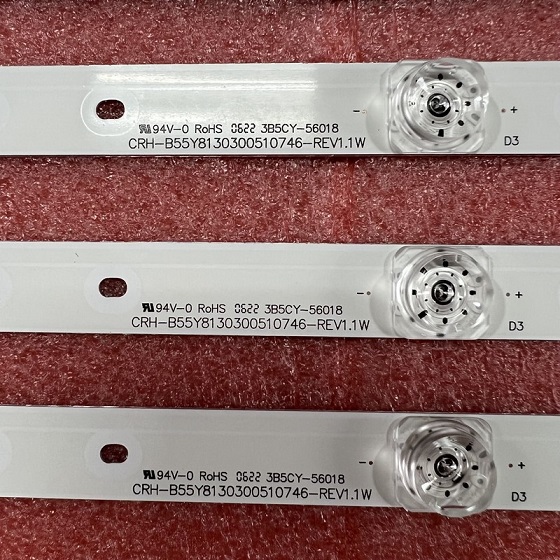 94V-0 RoHS 0622 3B5CY-56018
CRH-B55Y8130300510746-REV1.1W
- +
D3
94V-0 RoHS 0622 3B5CY-56018
CRH-B55Y8130300510746-REV1.1W
- +
D3
94V-0 RoHS 0622 3B5CY-56018
CRH-B55Y8130300510746-REV1.1W
- +
D3